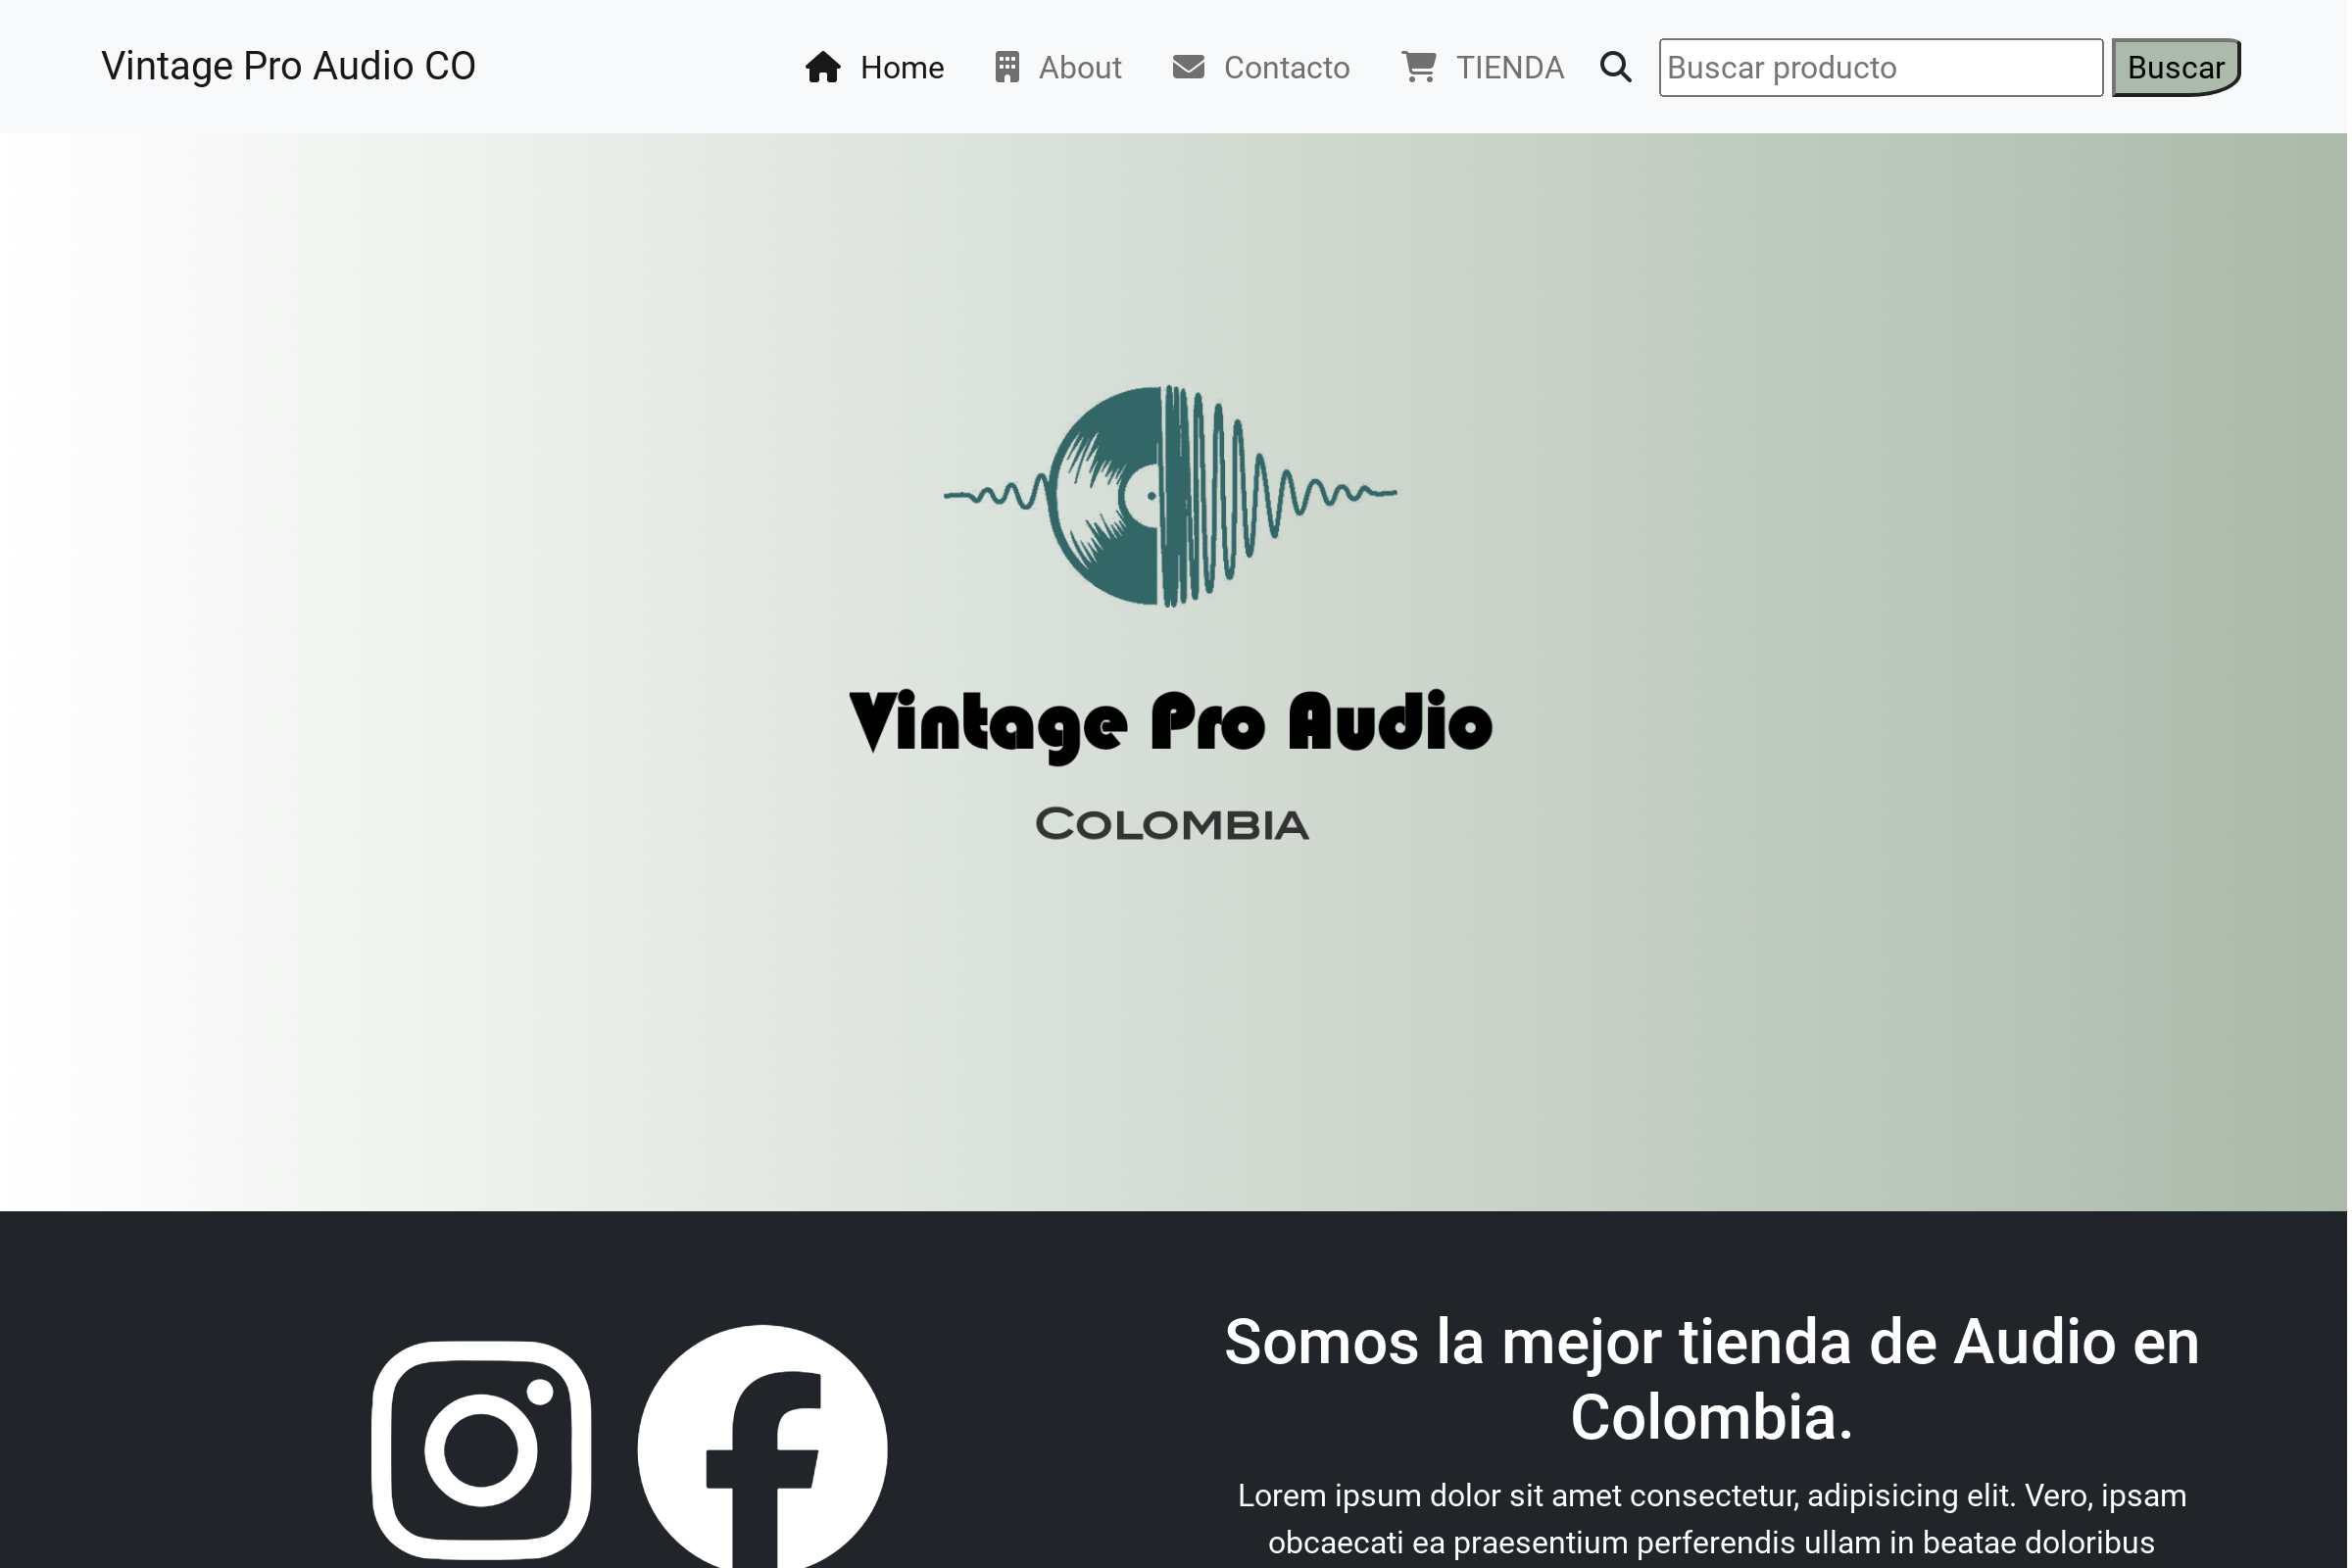 Vintage Pro Audio CO
Home
About
Contacto
TIENDA
Buscar producto
Buscar
Vintage Pro Audio
COLOMBIA
Somos la mejor tienda de Audio en
Colombia.
Lorem ipsum dolor sit amet consectetur, adipisicing elit. Vero, ipsam
obcaecati ea praesentium perferendis ullam in beatae doloribus